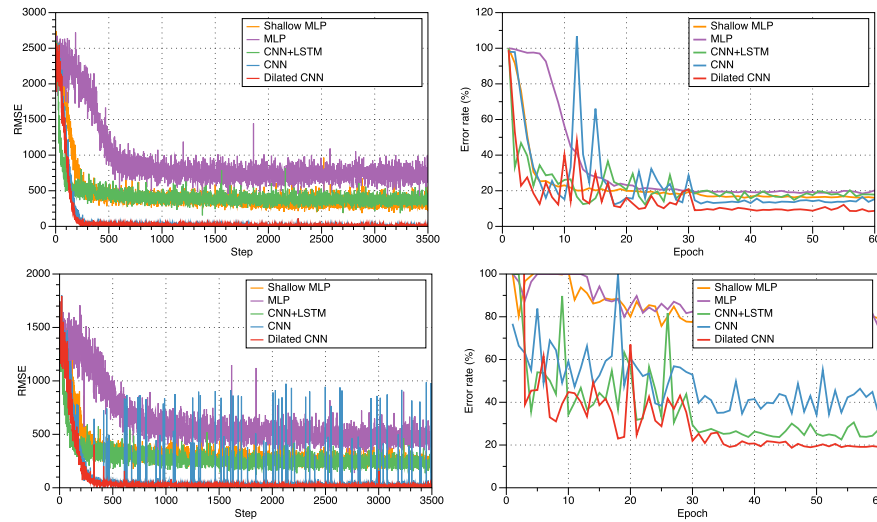 3000
2500
2000
1500
1000
500
0
RMSE
0 500 1000 1500 2000 2500 3000 3500
Step
Shallow MLP
MLP
CNN+LSTM
CNN
Dilated CNN
120
100
80
60
40
20
0
Error rate (%)
0 10 20 30 40 50 60
Epoch
Shallow MLP
MLP
CNN+LSTM
CNN
Dilated CNN
2000
1500
1000
500
0
RMSE
0 500 1000 1500 2000 2500 3000 3500
Step
Shallow MLP
MLP
CNN+LSTM
CNN
Dilated CNN
100
80
60
40
20
0
Error rate (%)
0 10 20 30 40 50 60
Epoch
Shallow MLP
MLP
CNN+LSTM
CNN
Dilated CNN